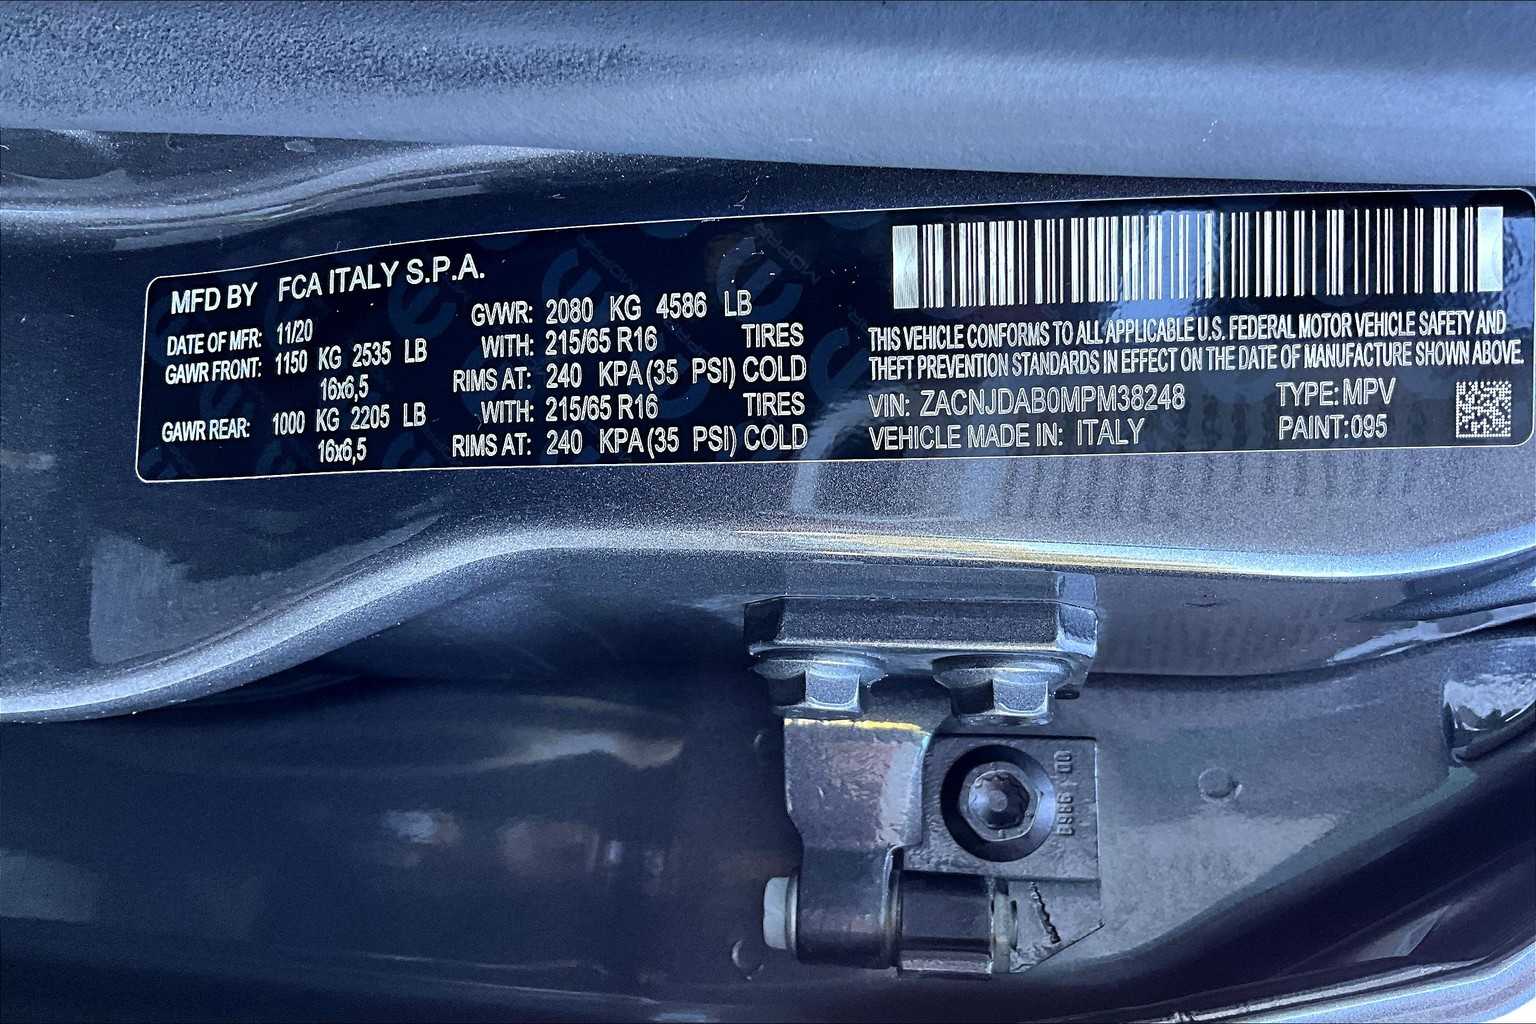 MFD BY FCA ITALY S.P.A.
DATE OF MFR: 11/20
GAWR FRONT: 1150 KG 2535 LB
16x6,5
GAWR REAR: 1000 KG 2205 LB
16x6,5
GVWR: 2080 KG 4586 LB
WITH: 215/65 R16 TIRES
RIMS AT: 240 KPA(35 PSI) COLD
WITH: 215/65 R16 TIRES
RIMS AT: 240 KPA(35 PSI) COLD
THIS VEHICLE CONFORMS TO ALL APPLICABLE U.S. FEDERAL MOTOR VEHICLE SAFETY AND
THEFT PREVENTION STANDARDS IN EFFECT ON THE DATE OF MANUFACTURE SHOWN ABOVE.
VIN: ZACNJDAB0MPM38248 TYPE: MPV
VEHICLE MADE IN: ITALY PAINT:095
MOPAR